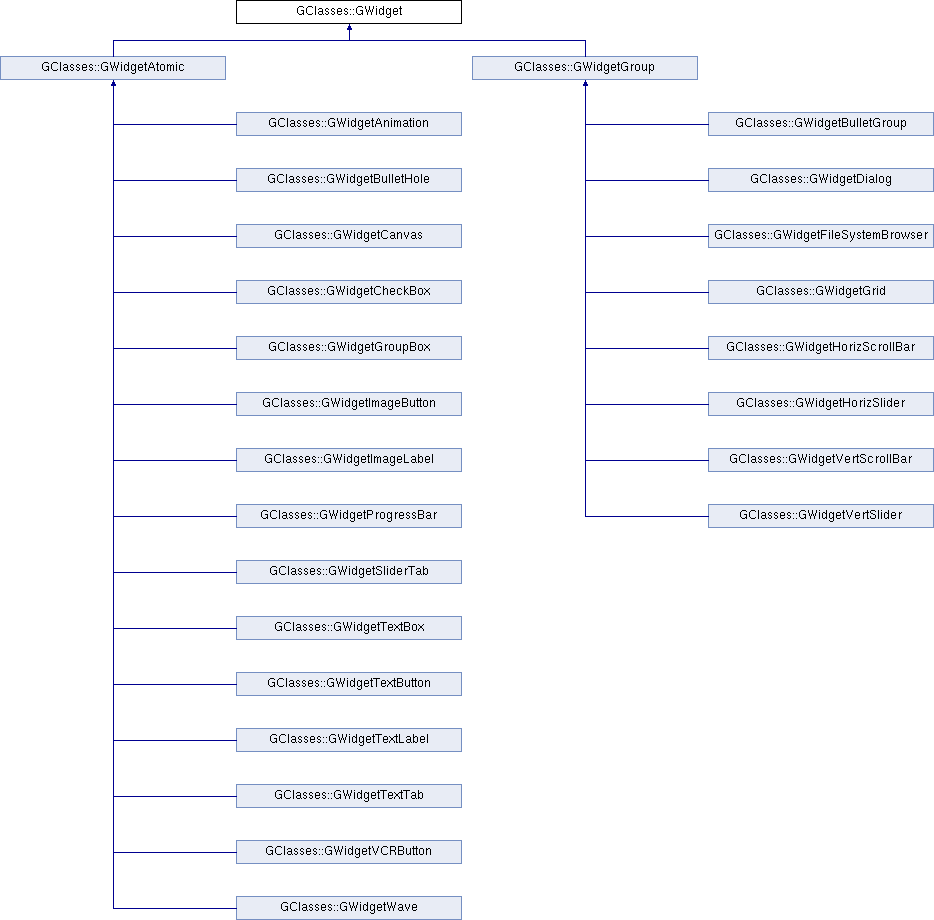 GClasses::GWidget
GClasses::GWidgetAtomic
GClasses::GWidgetGroup
GClasses::GWidgetAnimation
GClasses::GWidgetBulletGroup
GClasses::GWidgetBulletHole
GClasses::GWidgetDialog
GClasses::GWidgetCanvas
GClasses::GWidgetFileSystemBrowser
GClasses::GWidgetCheckBox
GClasses::GWidgetGrid
GClasses::GWidgetGroupBox
GClasses::GWidgetHorizScrollBar
GClasses::GWidgetImageButton
GClasses::GWidgetHorizSlider
GClasses::GWidgetImageLabel
GClasses::GWidgetVertScrollBar
GClasses::GWidgetProgressBar
GClasses::GWidgetVertSlider
GClasses::GWidgetSliderTab
GClasses::GWidgetTextBox
GClasses::GWidgetTextButton
GClasses::GWidgetTextLabel
GClasses::GWidgetTextTab
GClasses::GWidgetVCRButton
GClasses::GWidgetWave